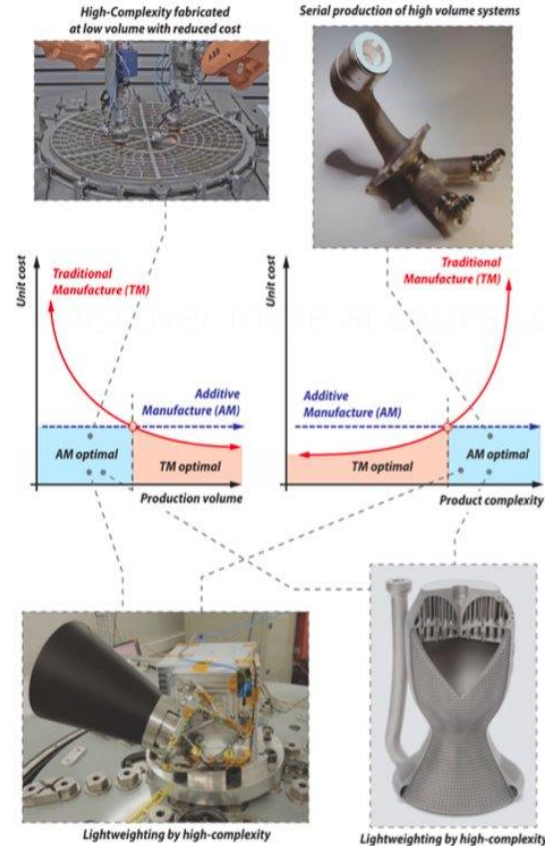 High-Complexity fabricated
at low volume with reduced cost
Serial production of high volume systems
ABB
Unit cost
Traditional
Manufacture (TM)
Additive
Manufacture (AM)
AM optimal
TM optimal
Production volume
Unit cost
Traditional
Manufacture (TM)
Additive
Manufacture (AM)
TM optimal
AM optimal
Product complexity
Lightweighting by high-complexity
Lightweighting by high-complexity